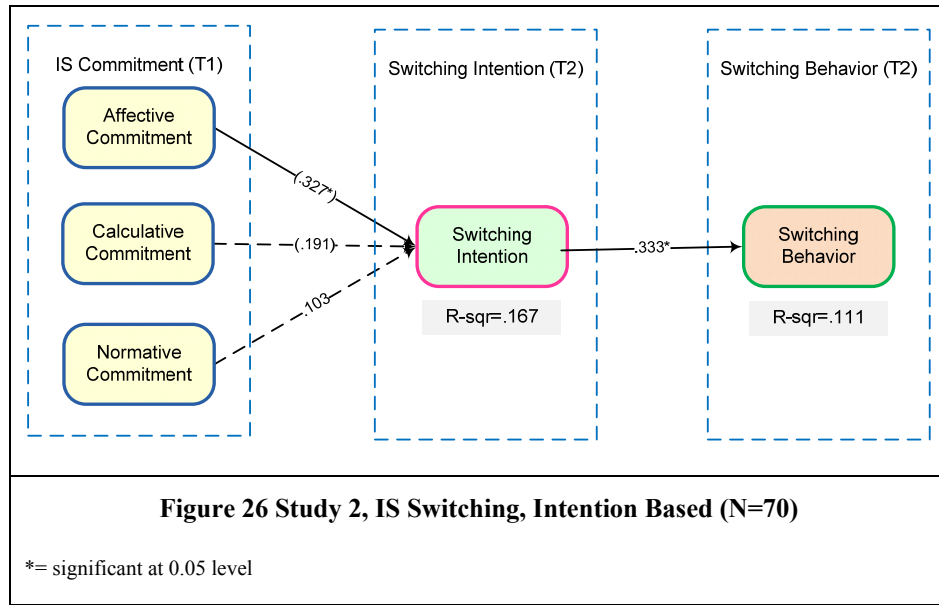 IS Commitment (T1)
Affective
Commitment
Calculative
Commitment
Normative
Commitment
(.327*)
(.191)
.103
Switching Intention (T2)
Switching
Intention
R-sqr=.167
.333*
Switching Behavior (T2)
Switching
Behavior
R-sqr=.111
Figure 26 Study 2, IS Switching, Intention Based (N=70)
*= significant at 0.05 level